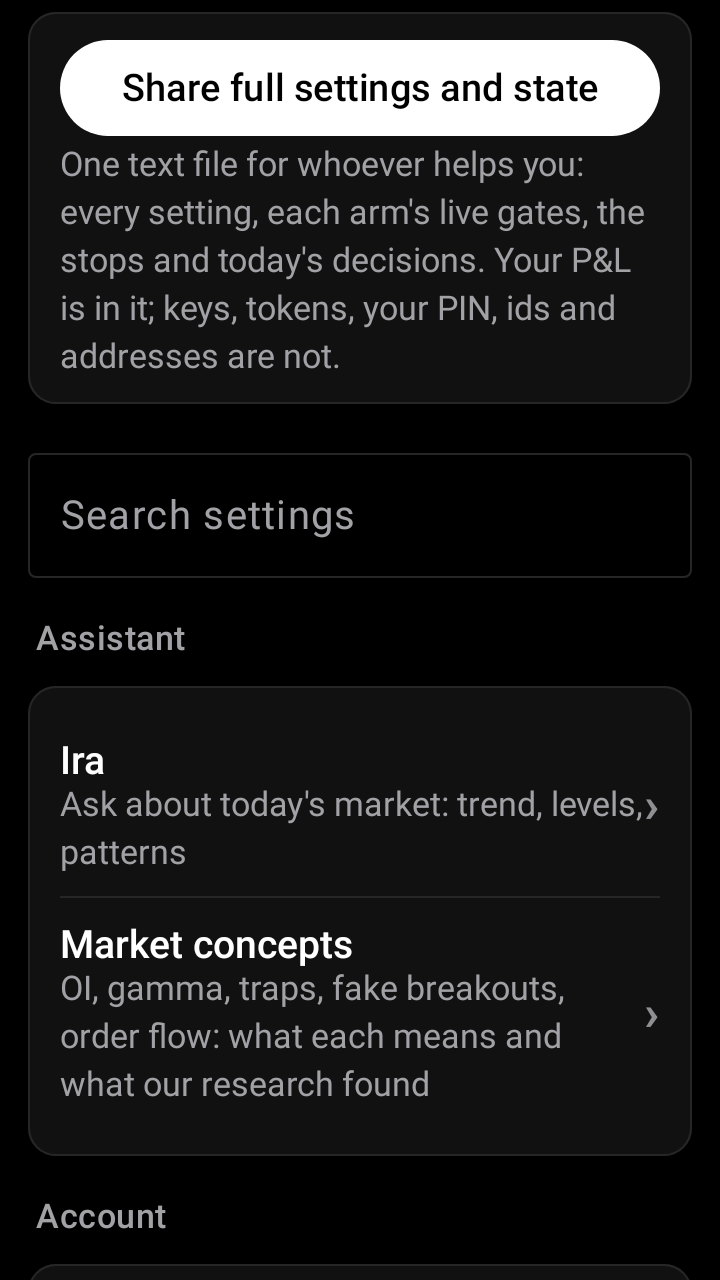 Share full settings and state
One text file for whoever helps you:
every setting, each arm's live gates, the
stops and today's decisions. Your P&L
is in it; keys, tokens, your PIN, ids and
addresses are not.
Search settings
Assistant
Ira
Ask about today's market: trend, levels,
patterns
Market concepts
OI, gamma, traps, fake breakouts,
order flow: what each means and
what our research found
Account